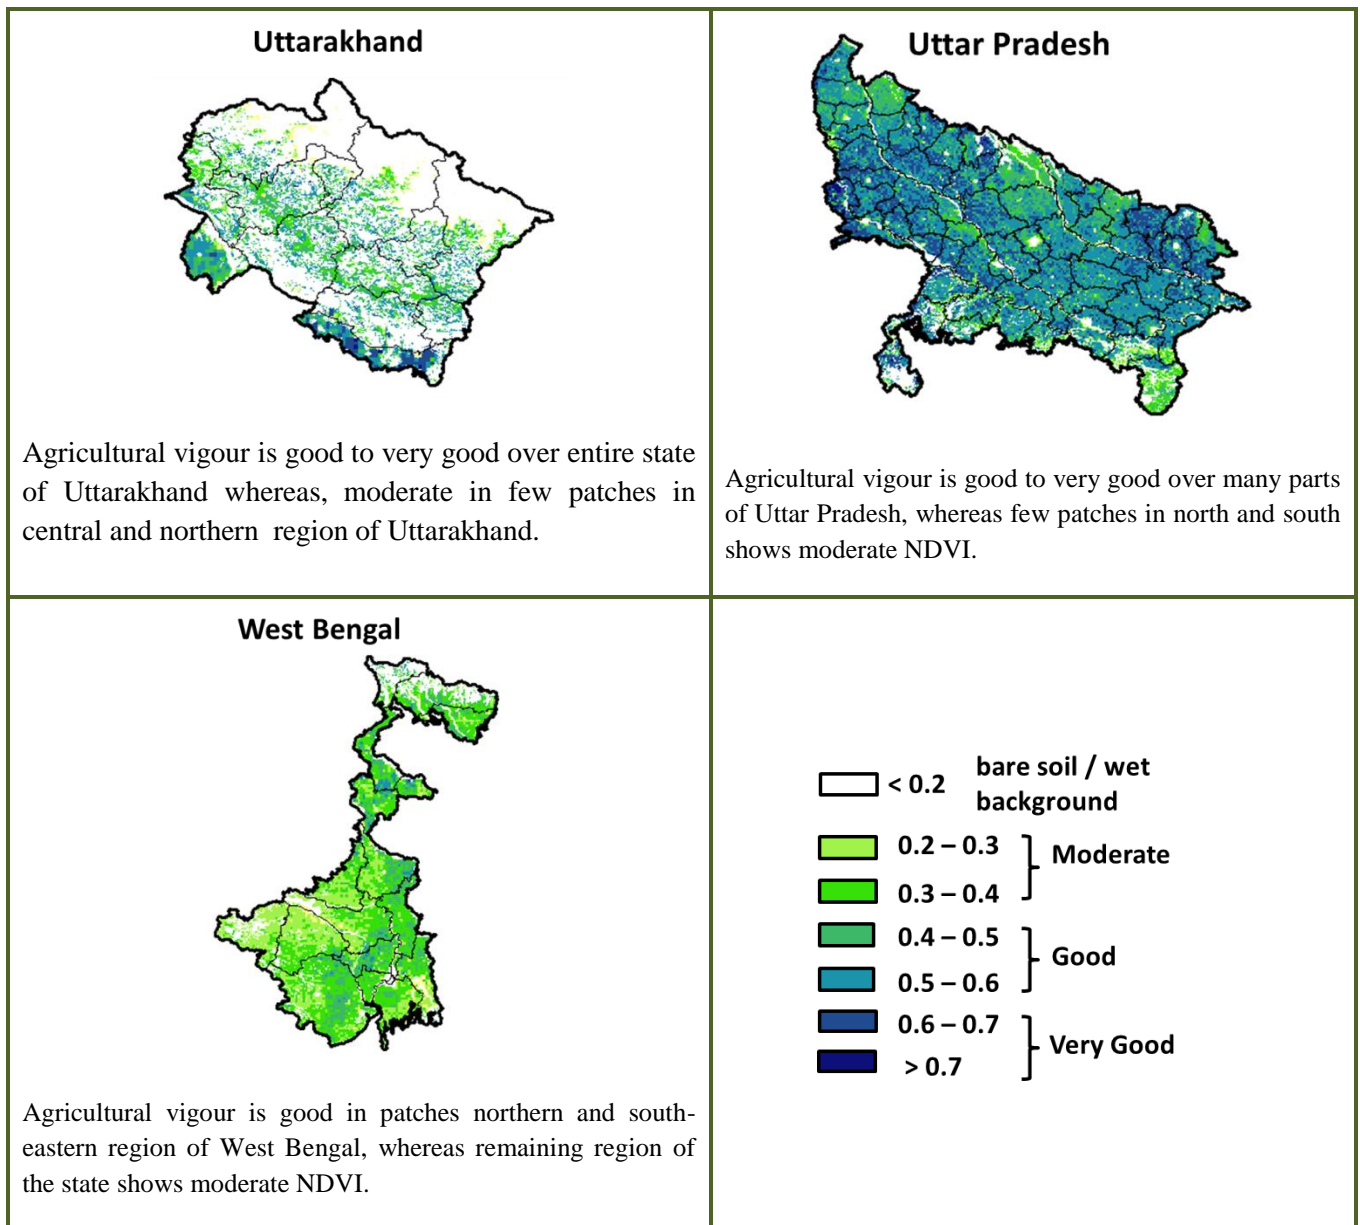 Uttarakhand
Agricultural vigour is good to very good over entire state
of Uttarakhand whereas, moderate in few patches in
central and northern region of Uttarakhand.
Uttar Pradesh
Agricultural vigour is good to very good over many parts
of Uttar Pradesh, whereas few patches in north and south
shows moderate NDVI.
West Bengal
Agricultural vigour is good in patches northern and south-
eastern region of West Bengal, whereas remaining region of
the state shows moderate NDVI.
< 0.2 bare soil / wet
background
0.2 – 0.3
Moderate
0.3 – 0.4
0.4 – 0.5
Good
0.5 – 0.6
0.6 – 0.7
Very Good
> 0.7